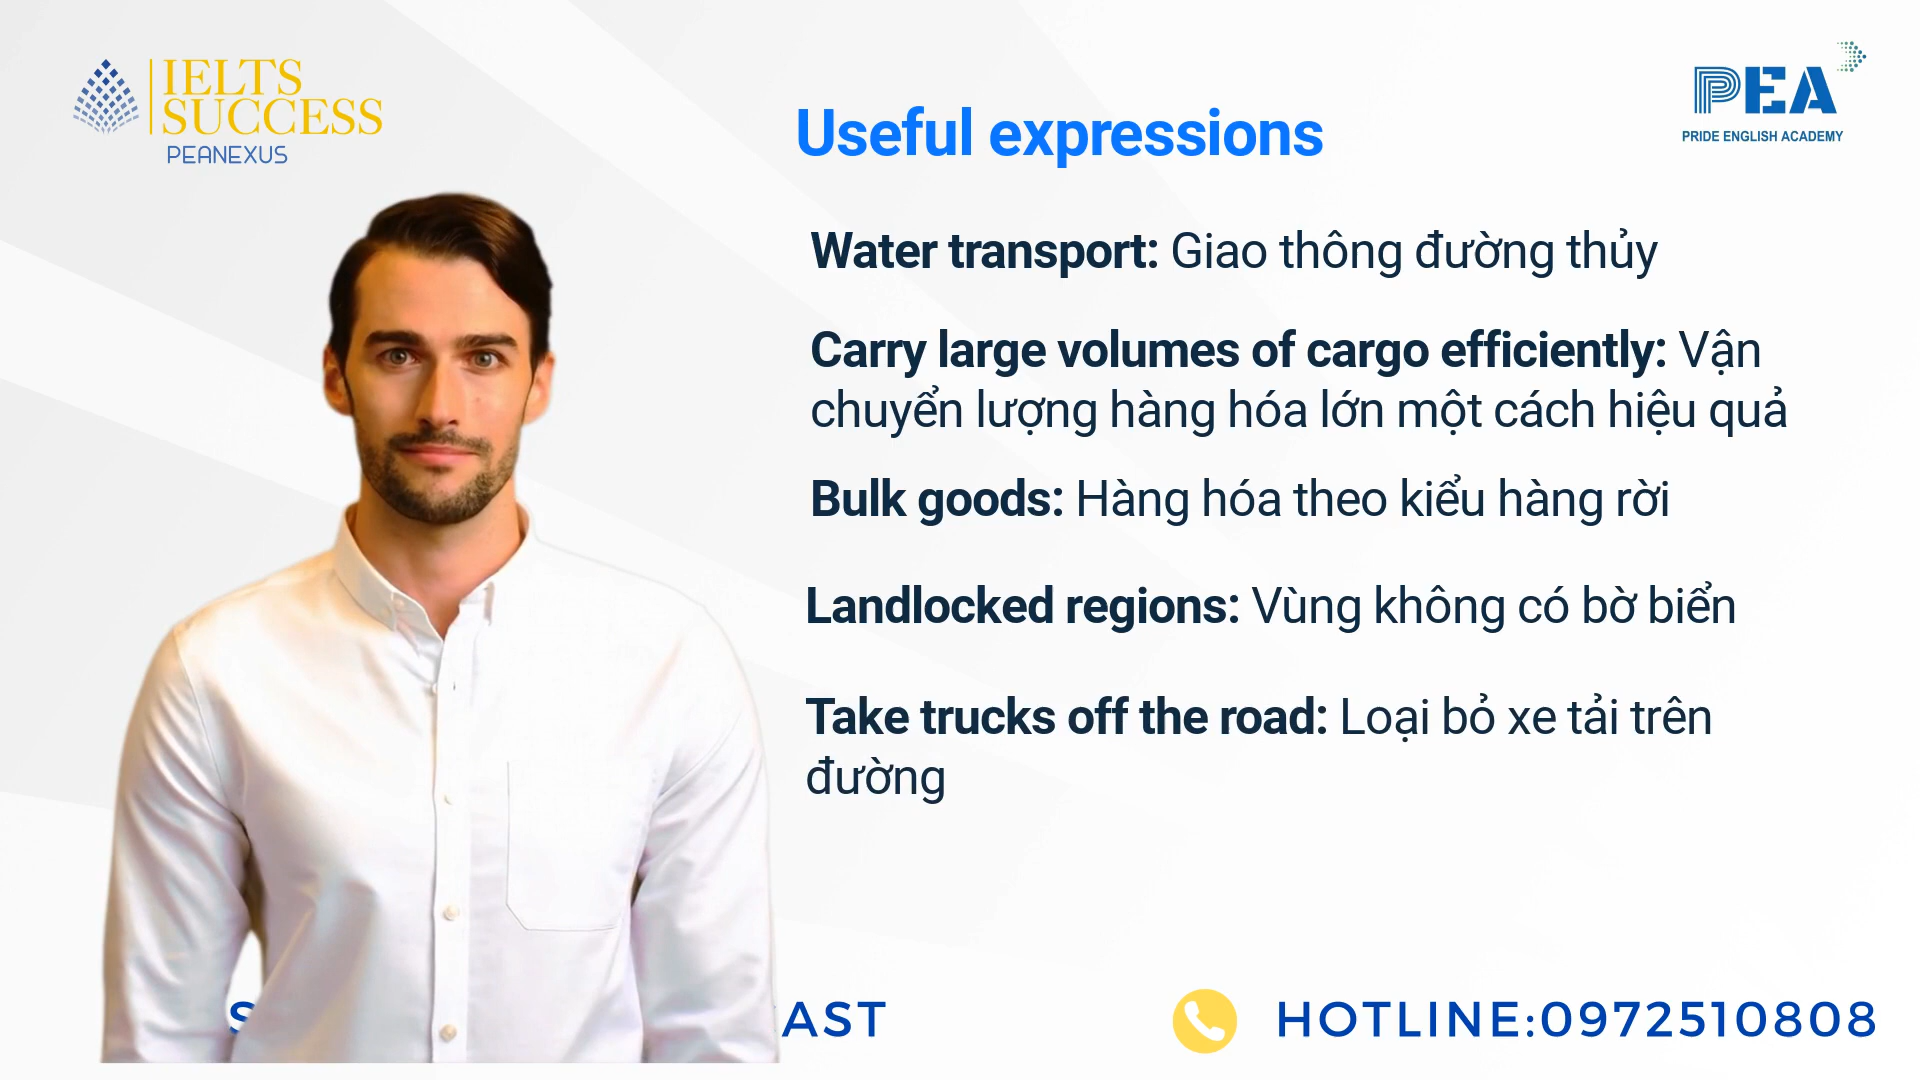 IELTS
SUCCESS
PEANEXUS
PEA
PRIDE ENGLISH ACADEMY
Useful expressions
Water transport: Giao thông đường thủy
Carry large volumes of cargo efficiently: Vận
chuyển lượng hàng hóa lớn một cách hiệu quả
Bulk goods: Hàng hóa theo kiểu hàng rời
Landlocked regions: Vùng không có bờ biển
Take trucks off the road: Loại bỏ xe tải trên
đường
HOTLINE:0972510808